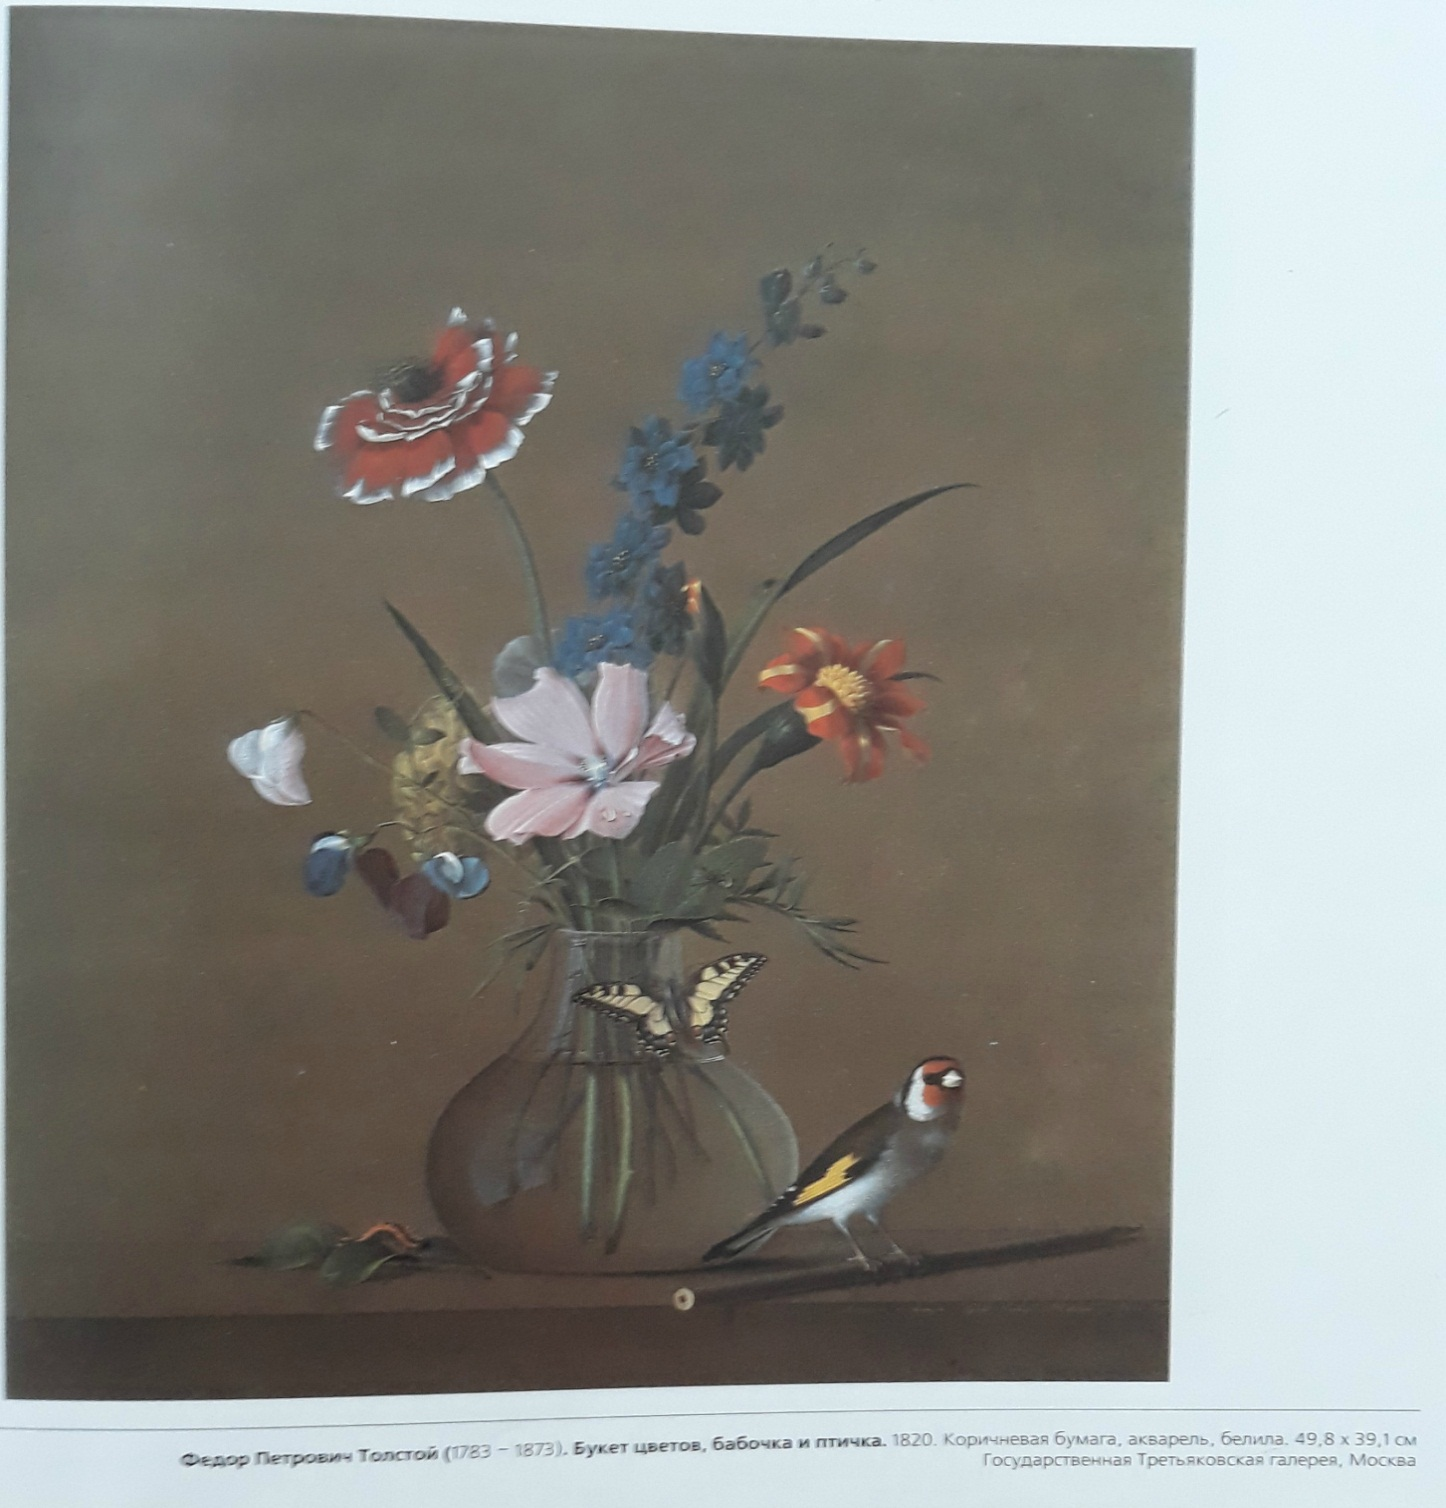 Федор Петрович Толстой (1783 – 1873). Букет цветов, бабочка и птичка. 1820. Коричневая бумага, акварель, белила. 49,8 x 39,1 см
Государственная Третьяковская галерея, Москва